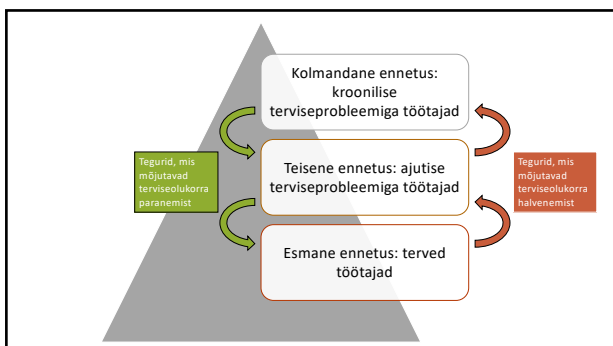 Kolmandane ennetus:
kroonilise
terviseprobleemiga töötajad
Tegurid, mis
mõjutavad
terviseolukorra
paranemist
Teisene ennetus: ajutise
terviseprobleemiga töötajad
Tegurid, mis
mõjutavad
terviseolukorra
halvenemist
Esmane ennetus: terved
töötajad